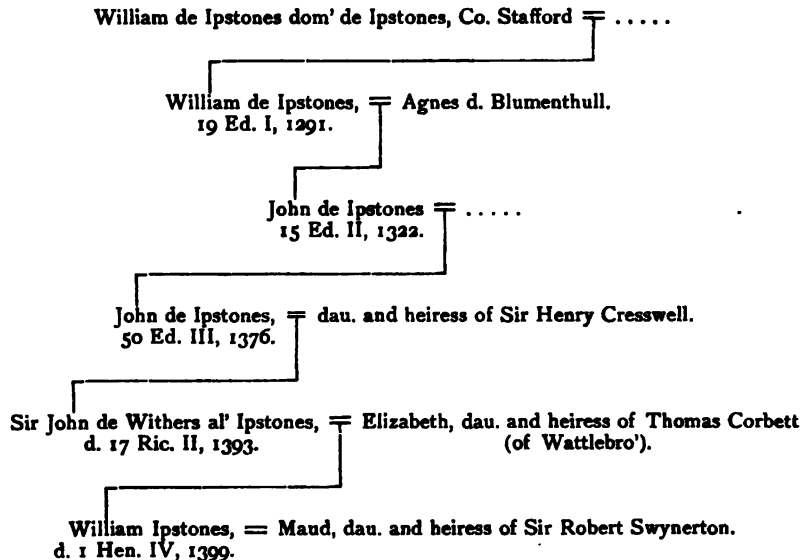 William de Ipstones dom' de Ipstones, Co. Stafford = .....
William de Ipstones, = Agnes d. Blumenthull.
19 Ed. I, 1291.
John de Ipstones = .....
15 Ed. II, 1322.
John de Ipstones, = dau. and heiress of Sir Henry Cresswell.
50 Ed. III, 1376.
Sir John de Withers al' Ipstones, = Elizabeth, dau. and heiress of Thomas Corbett
d. 17 Ric. II, 1393. (of Wattlebro').
William Ipstones, = Maud, dau. and heiress of Sir Robert Swynerton.
d. 1 Hen. IV, 1399.